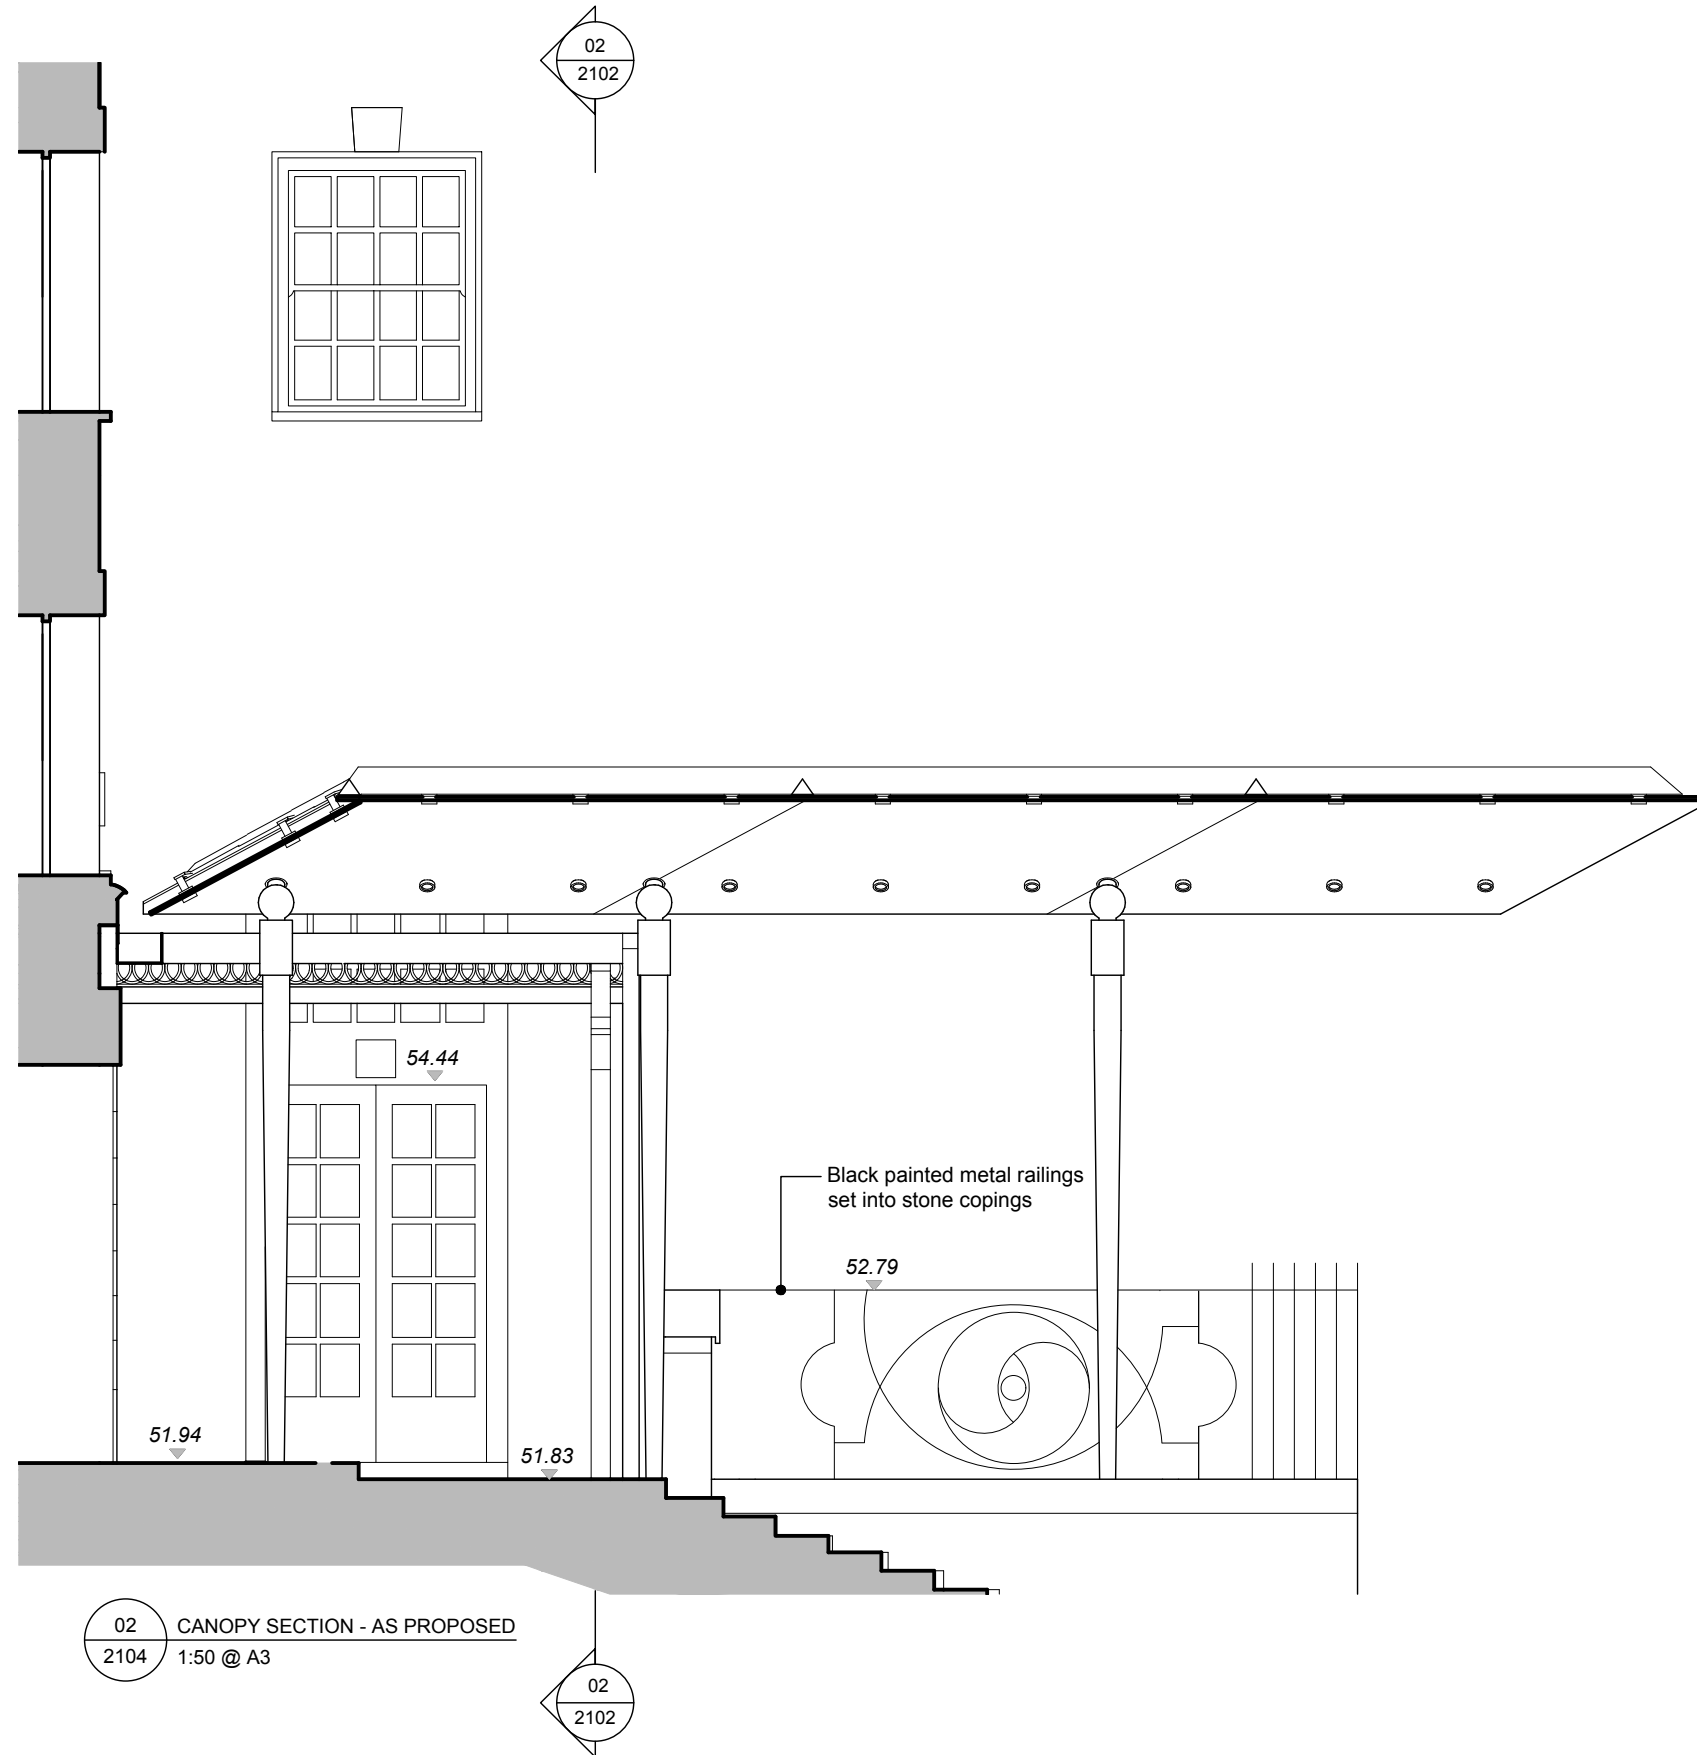 02
2102
54.44
Black painted metal railings
set into stone copings
52.79
51.94
51.83
02
2104
CANOPY SECTION - AS PROPOSED
1:50 @ A3
02
2102